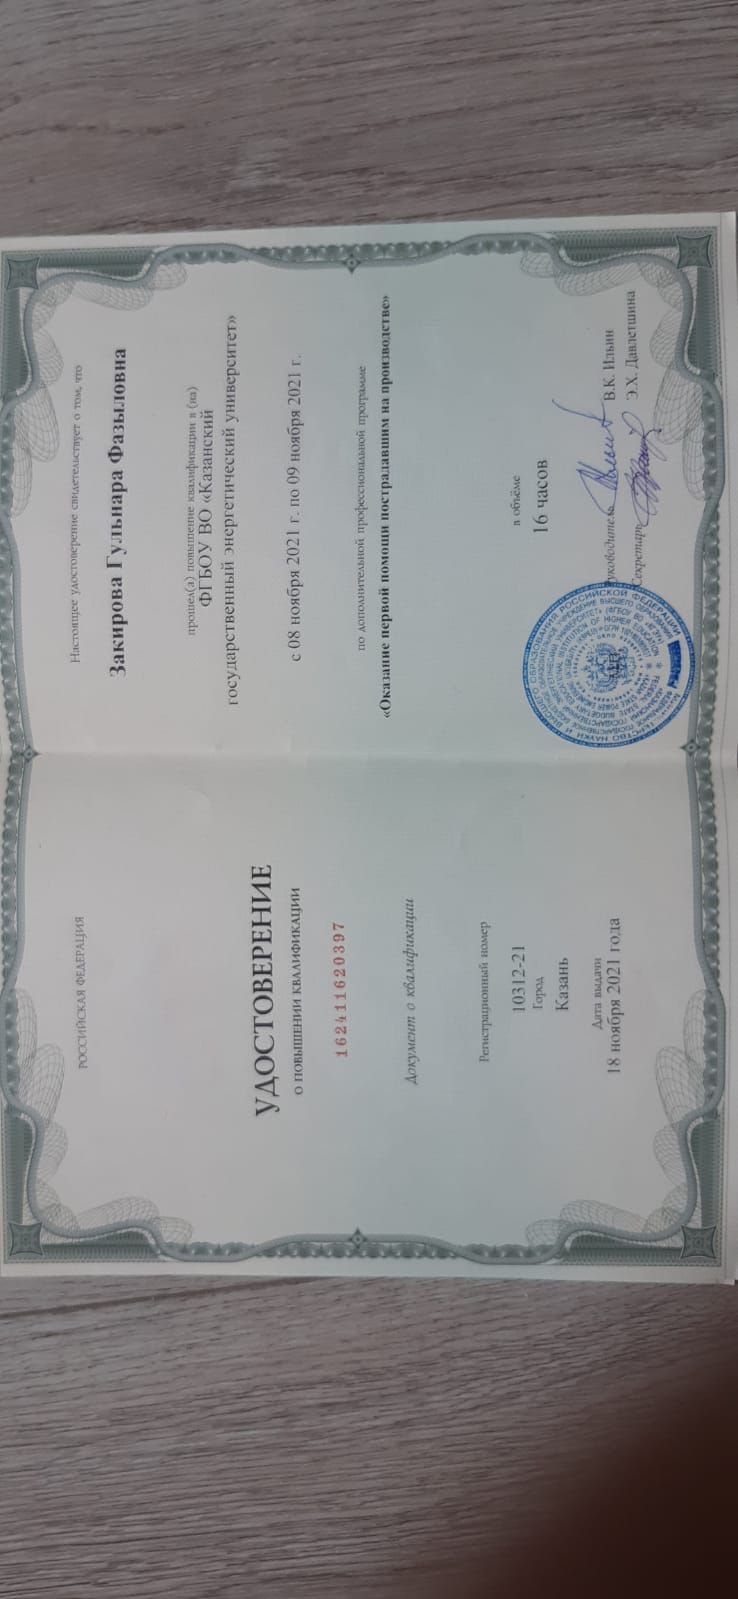 РОССИЙСКАЯ ФЕДЕРАЦИЯ
УДОСТОВЕРЕНИЕ
О ПОВЫШЕНИИ КВАЛИФИКАЦИИ
162411620397
Документ о квалификации
Регистрационный номер
10312-21
Город
Казань
Дата выдачи
18 ноября 2021 года
Настоящее удостоверение свидетельствует о том, что
Закирова Гульнара Фазыловна
прошел(а) повышение квалификации в (на)
ФГБОУ ВО «Казанский
государственный энергетический университет»
с 08 ноября 2021 г. по 09 ноября 2021 г.
по дополнительной профессиональной программе
«Оказание первой помощи пострадавшим на производстве»
в объёме
16 часов
Руководитель В.К. Ильин
Секретарь Э.Х. Давлетшина